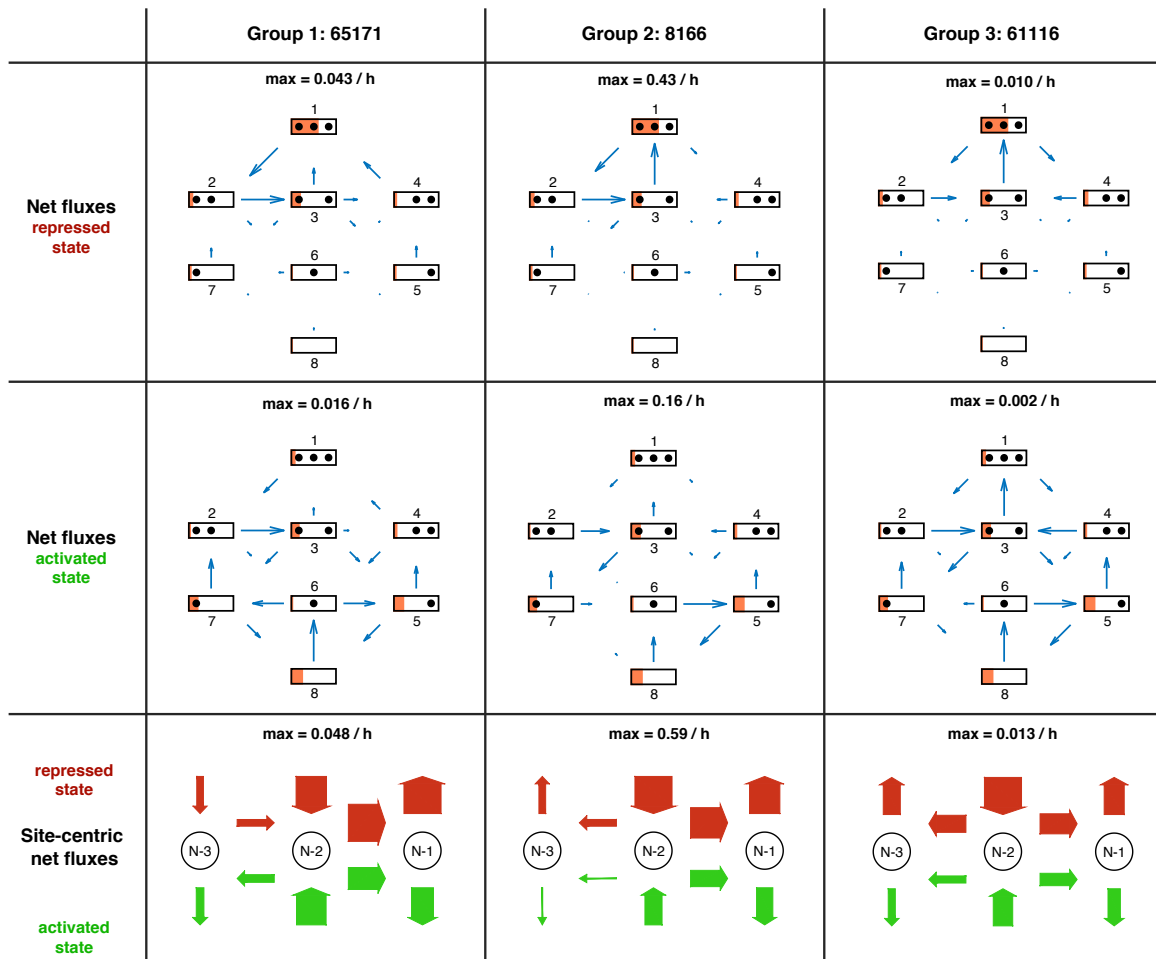 Group 1: 65171
Group 2: 8166
Group 3: 61116
Net fluxes
repressed
state
max = 0.043 / h
1
2
3
4
6
7
5
8
max = 0.43 / h
1
2
3
4
6
7
5
8
max = 0.010 / h
1
2
3
4
6
7
5
8
Net fluxes
activated
state
max = 0.016 / h
1
2
3
4
6
7
5
8
max = 0.16 / h
1
2
3
4
6
7
5
8
max = 0.002 / h
1
2
3
4
6
7
5
8
repressed
state
Site-centric
net fluxes
activated
state
max = 0.048 / h
N-3 N-2 N-1
max = 0.59 / h
N-3 N-2 N-1
max = 0.013 / h
N-3 N-2 N-1